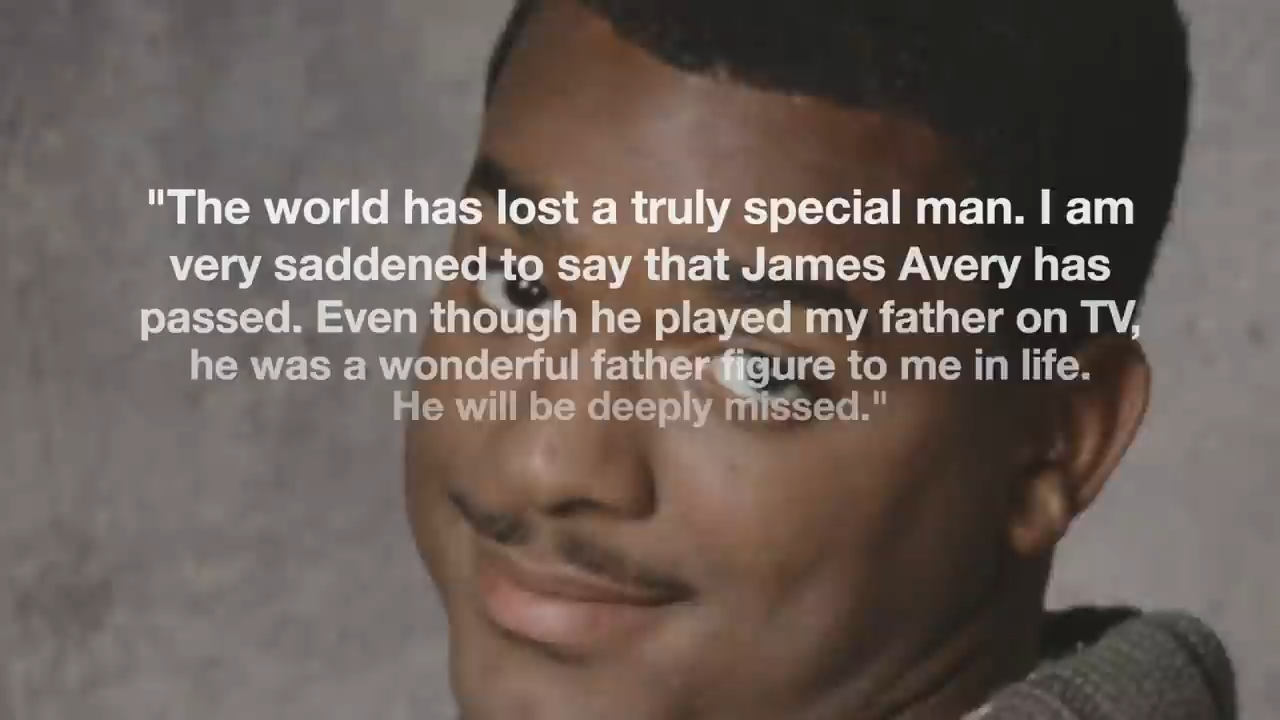 "The world has lost a truly special man. I am
very saddened to say that James Avery has
passed. Even though he played my father on TV,
he was a wonderful father figure to me in life.
He will be deeply missed."